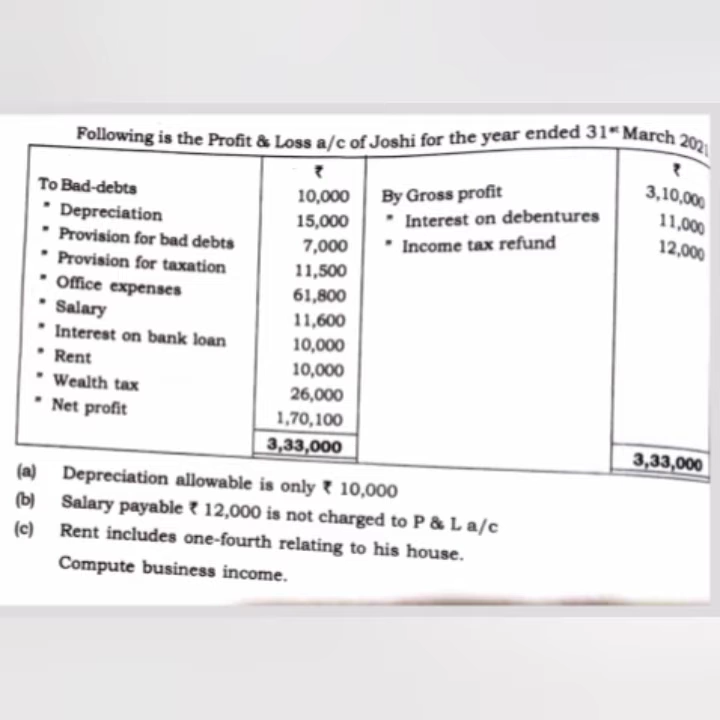 Following is the Profit & Loss a/c of Joshi for the year ended 31st March 2021
₹ ₹
To Bad-debts 10,000 By Gross profit 3,10,000
" Depreciation 15,000 " Interest on debentures 11,000
" Provision for bad debts 7,000 " Income tax refund 12,000
" Provision for taxation 11,500
" Office expenses 61,800
" Salary 11,600
" Interest on bank loan 10,000
" Rent 10,000
" Wealth tax 26,000
" Net profit 1,70,100
3,33,000 3,33,000
(a) Depreciation allowable is only ₹ 10,000
(b) Salary payable ₹ 12,000 is not charged to P & L a/c
(c) Rent includes one-fourth relating to his house.
Compute business income.